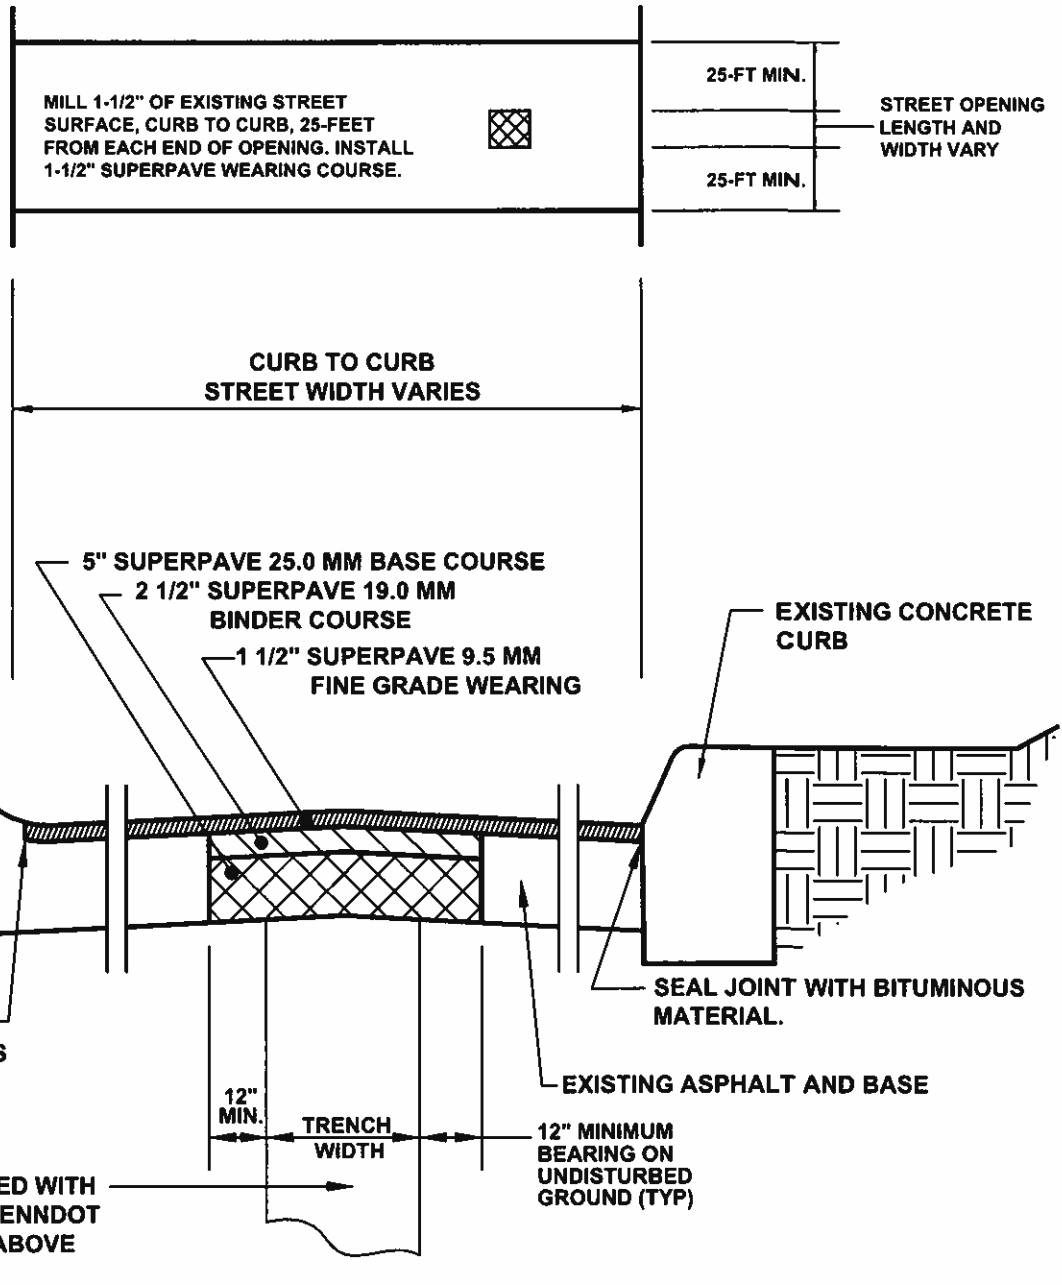 MILL 1-1/2" OF EXISTING STREET
SURFACE, CURB TO CURB, 25-FEET
FROM EACH END OF OPENING. INSTALL
1-1/2" SUPERPAVE WEARING COURSE.
25-FT MIN.
STREET OPENING
LENGTH AND
WIDTH VARY
25-FT MIN.
CURB TO CURB
STREET WIDTH VARIES
5" SUPERPAVE 25.0 MM BASE COURSE
2 1/2" SUPERPAVE 19.0 MM
BINDER COURSE
1 1/2" SUPERPAVE 9.5 MM
FINE GRADE WEARING
EXISTING CONCRETE
CURB
SEAL JOINT WITH BITUMINOUS
MATERIAL.
S
EXISTING ASPHALT AND BASE
12"
MIN.
TRENCH
WIDTH
12" MINIMUM
BEARING ON
UNDISTURBED
GROUND (TYP)
ED WITH
ENNDOT
ABOVE